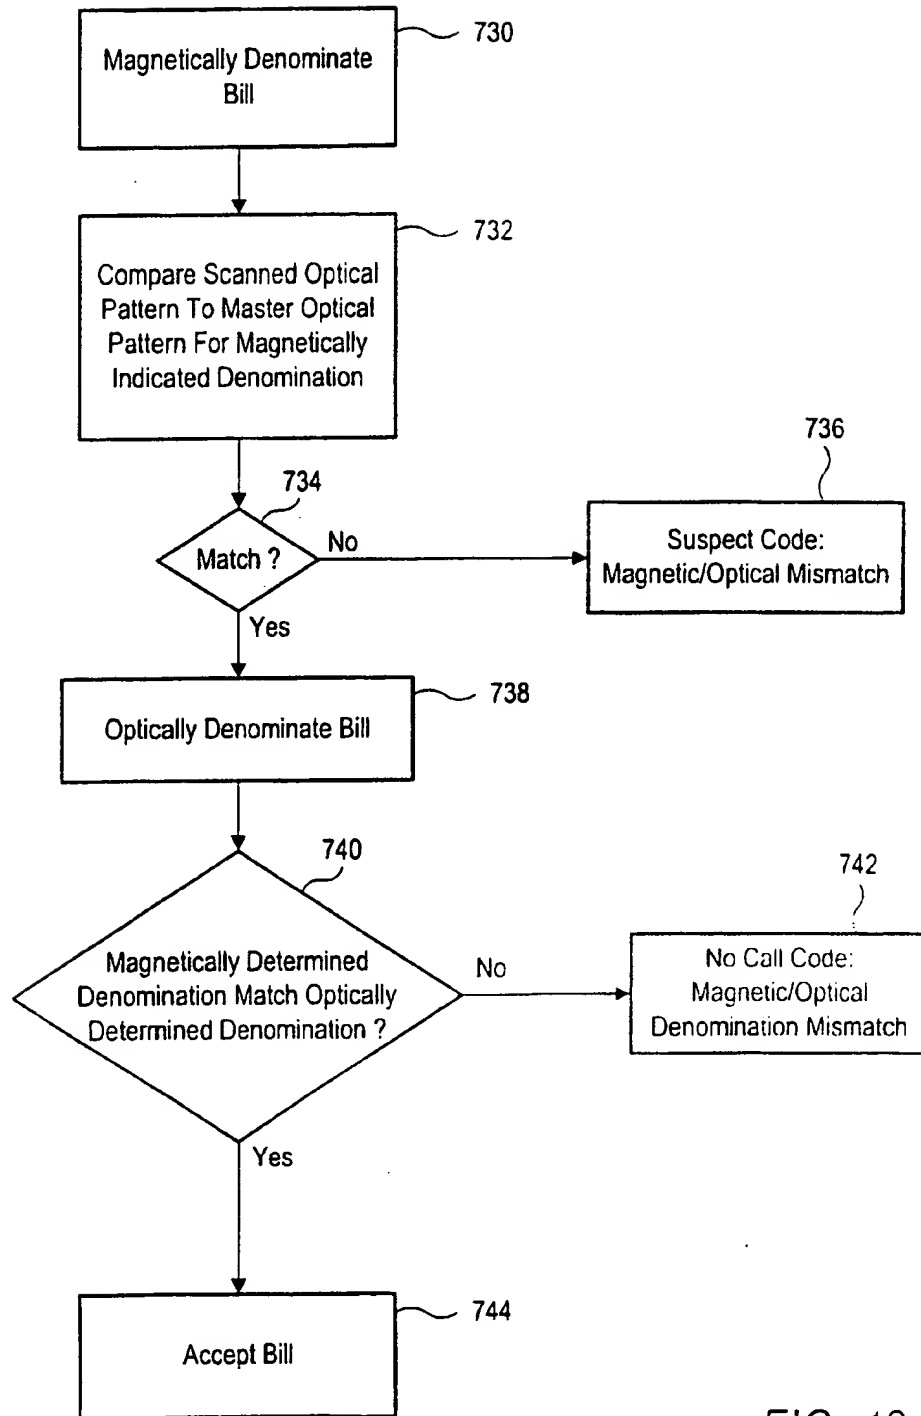 730
Magnetically Denominate
Bill
732
Compare Scanned Optical
Pattern To Master Optical
Pattern For Magnetically
Indicated Denomination
734
Match ?
No
736
Suspect Code:
Magnetic/Optical Mismatch
Yes
738
Optically Denominate Bill
740
Magnetically Determined
Denomination Match Optically
Determined Denomination ?
No
742
No Call Code:
Magnetic/Optical
Denomination Mismatch
Yes
744
Accept Bill